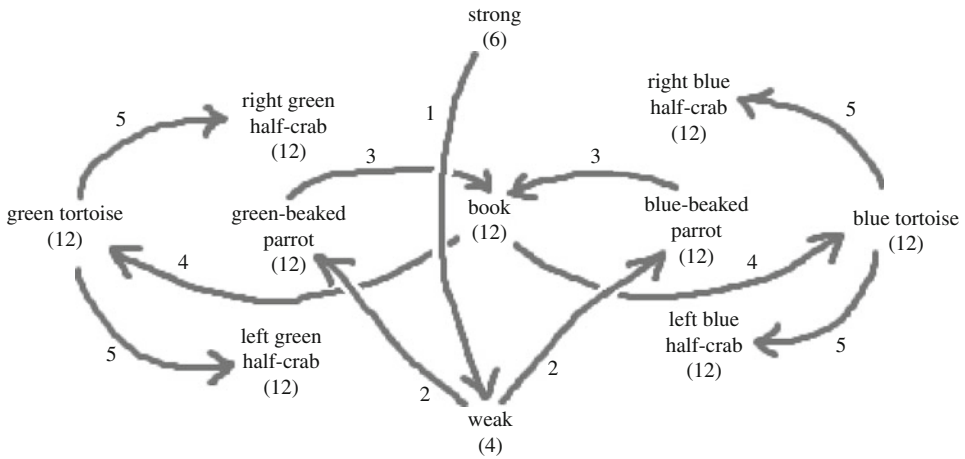 strong
(6)
right green
half-crab
(12)
right blue
half-crab
(12)
5
1
5
3
3
green tortoise
(12)
green-beaked
parrot
(12)
book
(12)
blue-beaked
parrot
(12)
blue tortoise
(12)
4
4
left green
half-crab
(12)
left blue
half-crab
(12)
5
5
2
2
weak
(4)